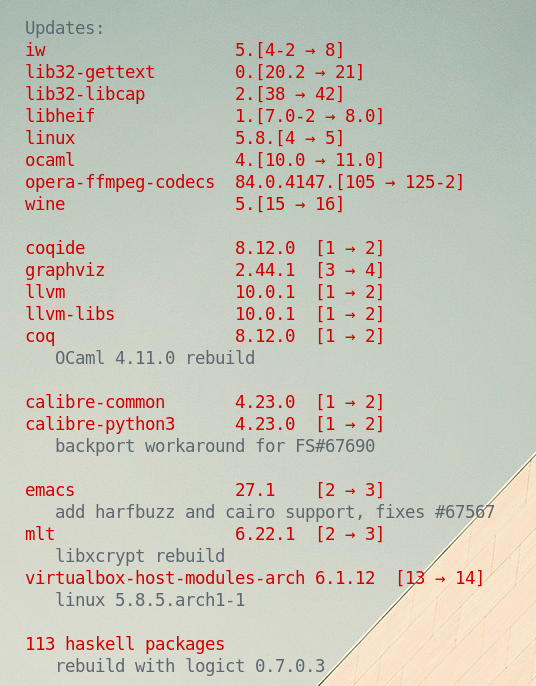 Updates:
iw 5.[4-2 → 8]
lib32-gettext 0.[20.2 → 21]
lib32-libcap 2.[38 → 42]
libheif 1.[7.0-2 → 8.0]
linux 5.8.[4 → 5]
ocaml 4.[10.0 → 11.0]
opera-ffmpeg-codecs 84.0.4147.[105 → 125-2]
wine 5.[15 → 16]
coqide 8.12.0 [1 → 2]
graphviz 2.44.1 [3 → 4]
llvm 10.0.1 [1 → 2]
llvm-libs 10.0.1 [1 → 2]
coq 8.12.0 [1 → 2]
OCaml 4.11.0 rebuild
calibre-common 4.23.0 [1 → 2]
calibre-python3 4.23.0 [1 → 2]
backport workaround for FS#67690
emacs 27.1 [2 → 3]
add harfbuzz and cairo support, fixes #67567
mlt 6.22.1 [2 → 3]
libxcrypt rebuild
virtualbox-host-modules-arch 6.1.12 [13 → 14]
linux 5.8.5.arch1-1
113 haskell packages
rebuild with logict 0.7.0.3